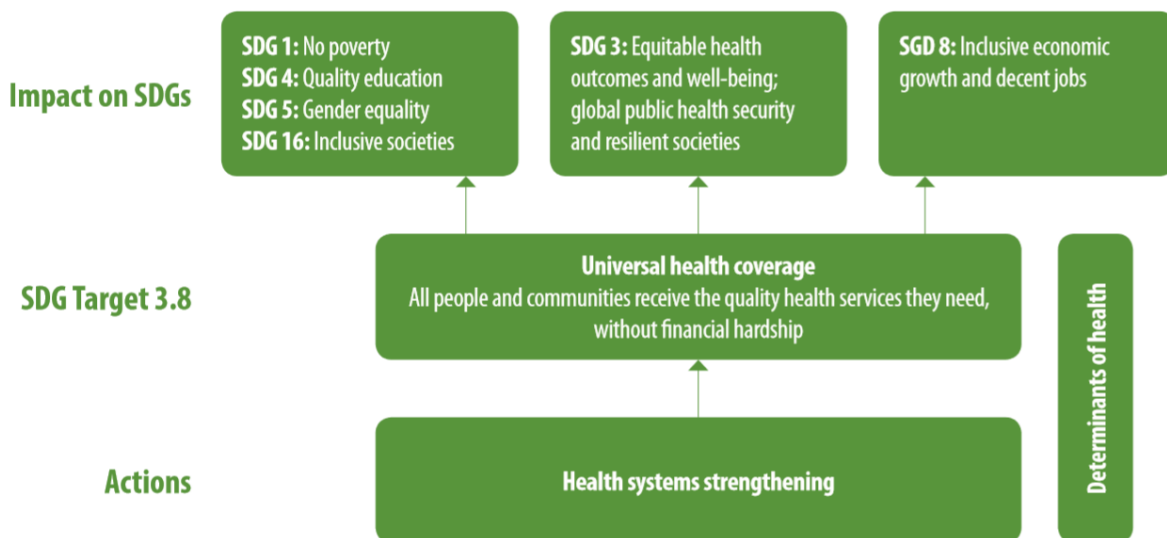 Impact on SDGs
SDG 1: No poverty
SDG 4: Quality education
SDG 5: Gender equality
SDG 16: Inclusive societies
SDG 3: Equitable health
outcomes and well-being;
global public health security
and resilient societies
SGD 8: Inclusive economic
growth and decent jobs
SDG Target 3.8
Universal health coverage
All people and communities receive the quality health services they need,
without financial hardship
Determinants of health
Actions
Health systems strengthening